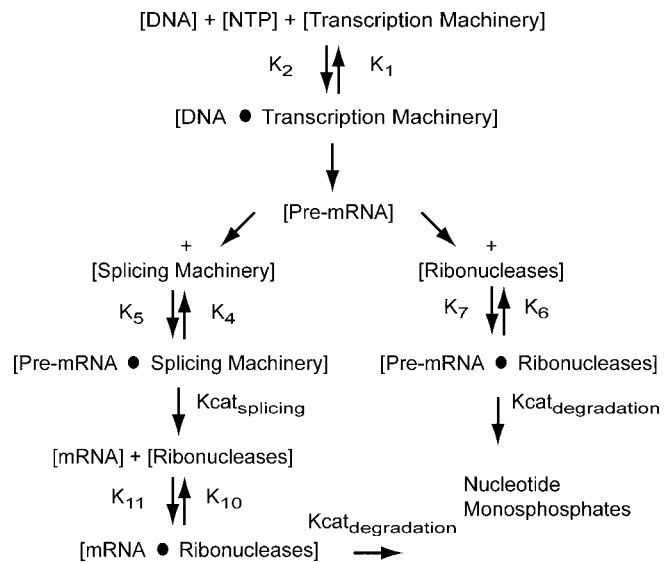 [DNA] + [NTP] + [Transcription Machinery]
K2 K1
[DNA ● Transcription Machinery]
[Pre-mRNA]
+ +
[Splicing Machinery] [Ribonucleases]
K5 K4 K7 K6
[Pre-mRNA ● Splicing Machinery] [Pre-mRNA ● Ribonucleases]
Kcatsplicing Kcatdegradation
[mRNA] + [Ribonucleases]
K11 K10
Nucleotide
Monosphosphates
Kcatdegradation
[mRNA ● Ribonucleases]